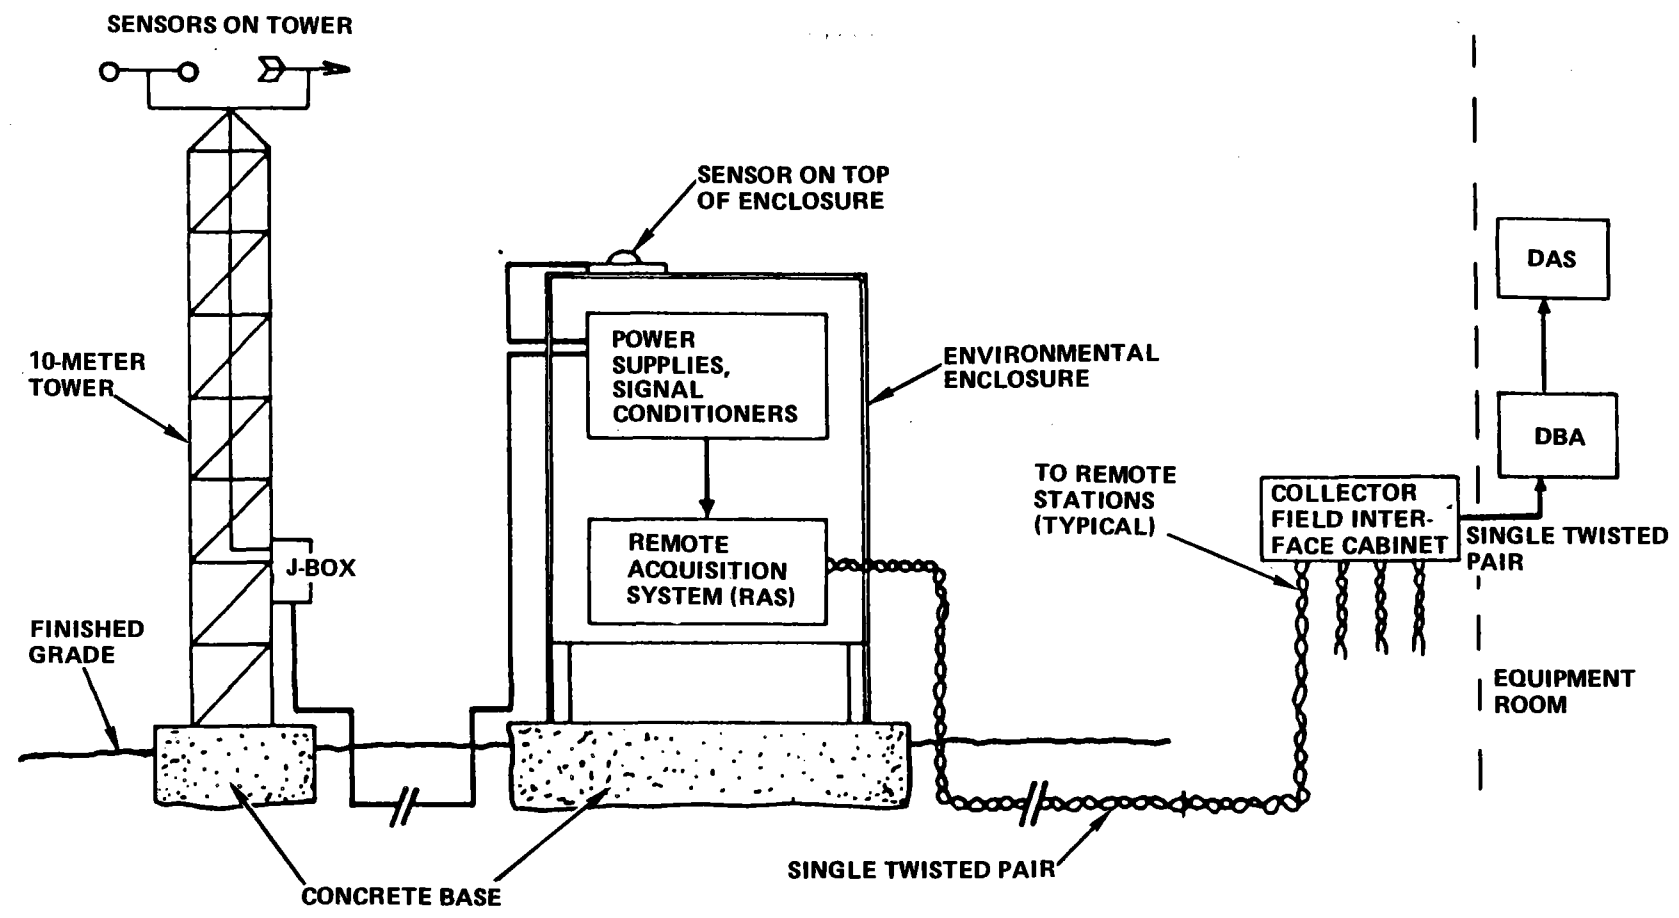 SENSORS ON TOWER
SENSOR ON TOP
OF ENCLOSURE
DAS
10-METER
TOWER
POWER
SUPPLIES,
SIGNAL
CONDITIONERS
ENVIRONMENTAL
ENCLOSURE
DBA
TO REMOTE
STATIONS
(TYPICAL)
COLLECTOR
FIELD INTER-
FACE CABINET
SINGLE TWISTED
PAIR
REMOTE
ACQUISITION
SYSTEM (RAS)
J-BOX
FINISHED
GRADE
EQUIPMENT
ROOM
SINGLE TWISTED PAIR
CONCRETE BASE